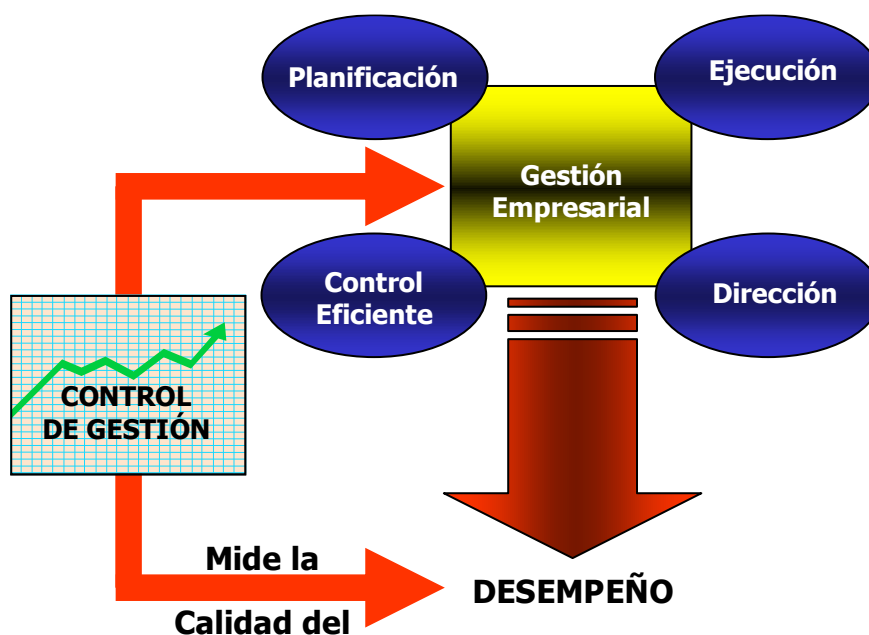 Planificación
Ejecución
Gestión
Empresarial
Control
Eficiente
Dirección
CONTROL
DE GESTIÓN
Mide la
Calidad del
DESEMPEÑO